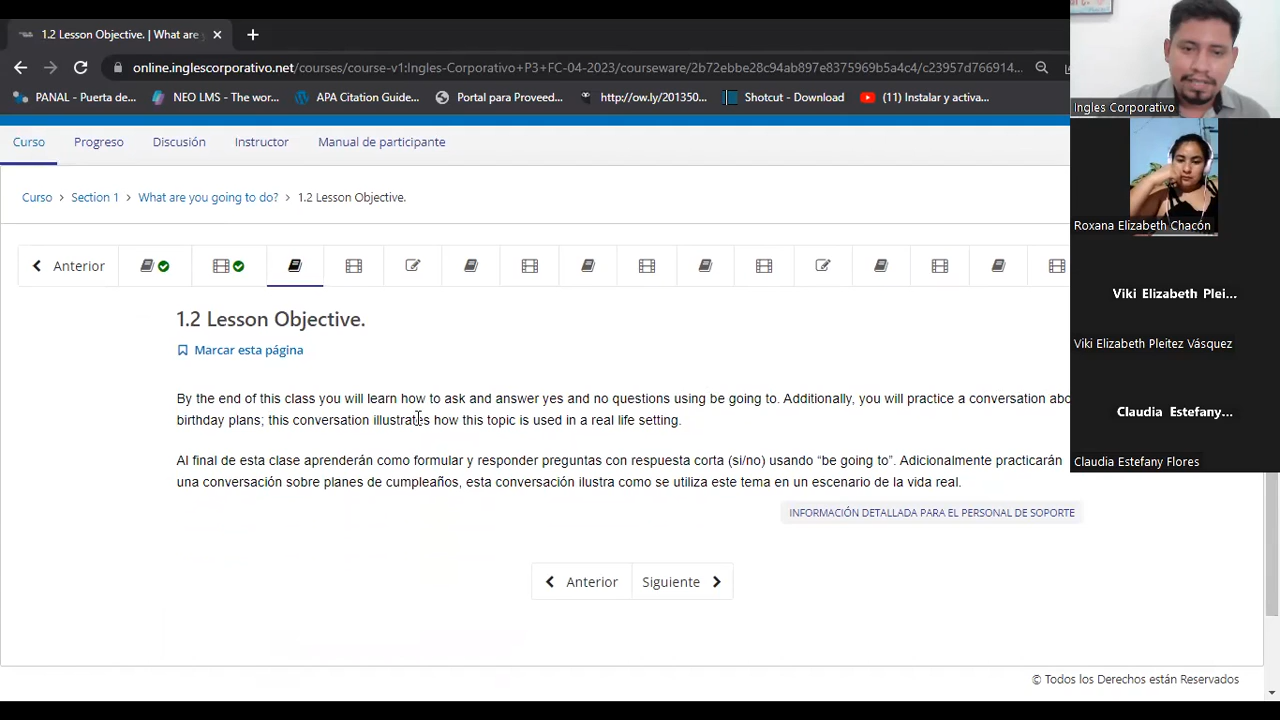 1.2 Lesson Objective. | What are
online.inglescorporativo.net/courses/course-v1:Ingles-Corporativo+P3+FC-04-2023/courseware/2b72ebbe28c94ab897e8375969b5a4c4/c23957d766914...
PANAL - Puerta de... NEO LMS - The wor... APA Citation Guide... Portal para Proveed... http://ow.ly/201350... Shotcut - Download (11) Instalar y activa...
Curso Progreso Discusión Instructor Manual de participante
Curso > Section 1 > What are you going to do? > 1.2 Lesson Objective.
Anterior
1.2 Lesson Objective.
Marcar esta página
By the end of this class you will learn how to ask and answer yes and no questions using be going to. Additionally, you will practice a conversation abo
birthday plans; this conversation illustrates how this topic is used in a real life setting.
Al final de esta clase aprenderán como formular y responder preguntas con respuesta corta (si/no) usando “be going to”. Adicionalmente practicarán
una conversación sobre planes de cumpleaños, esta conversación ilustra como se utiliza este tema en un escenario de la vida real.
INFORMACIÓN DETALLADA PARA EL PERSONAL DE SOPORTE
Anterior Siguiente
© Todos los Derechos están Reservados
Ingles Corporativo
Roxana Elizabeth Chacón
Viki Elizabeth Plei...
Viki Elizabeth Pleitez Vásquez
Claudia Estefany...
Claudia Estefany Flores